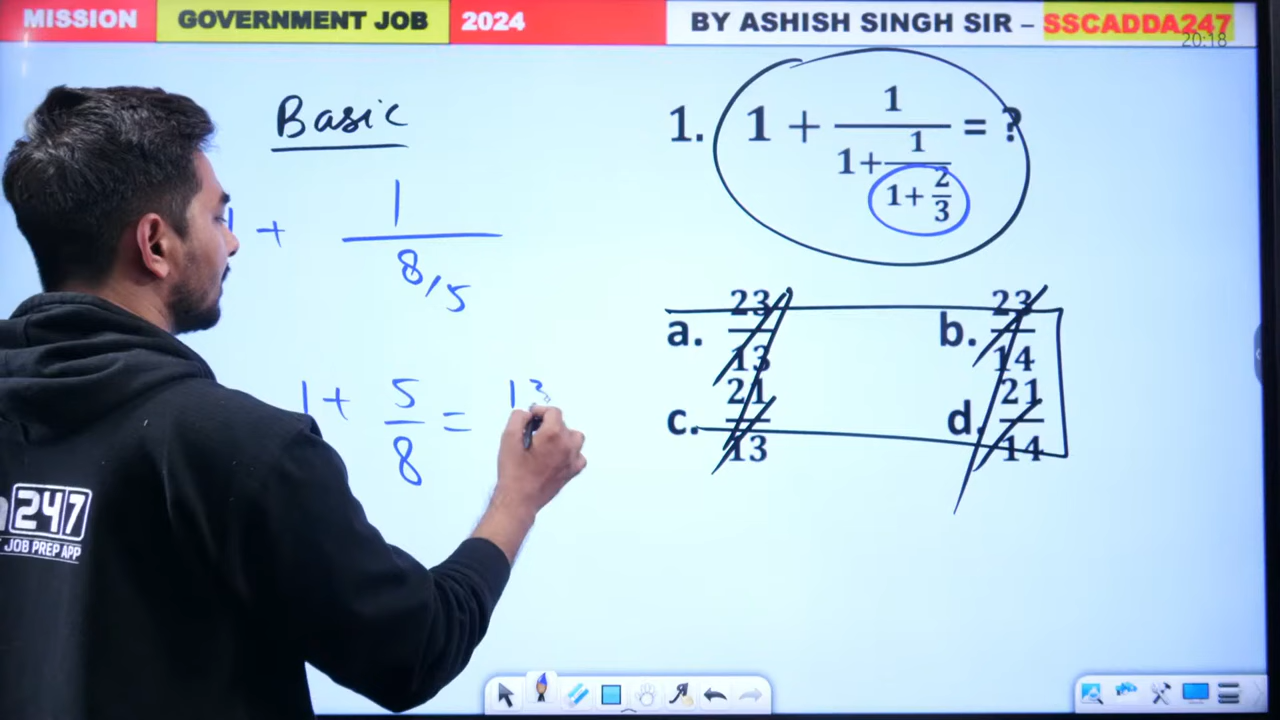 MISSION GOVERNMENT JOB 2024 BY ASHISH SINGH SIR – SSCADDA247
20:18
Basic
1. 1 + 1/(1+1/(1+2/3)) = ?
+ 1/(8/5)
a. 23/13
b. 23/14
c. 21/13
d. 21/14
1 + 5/8 = 13
247
JOB PREP APP